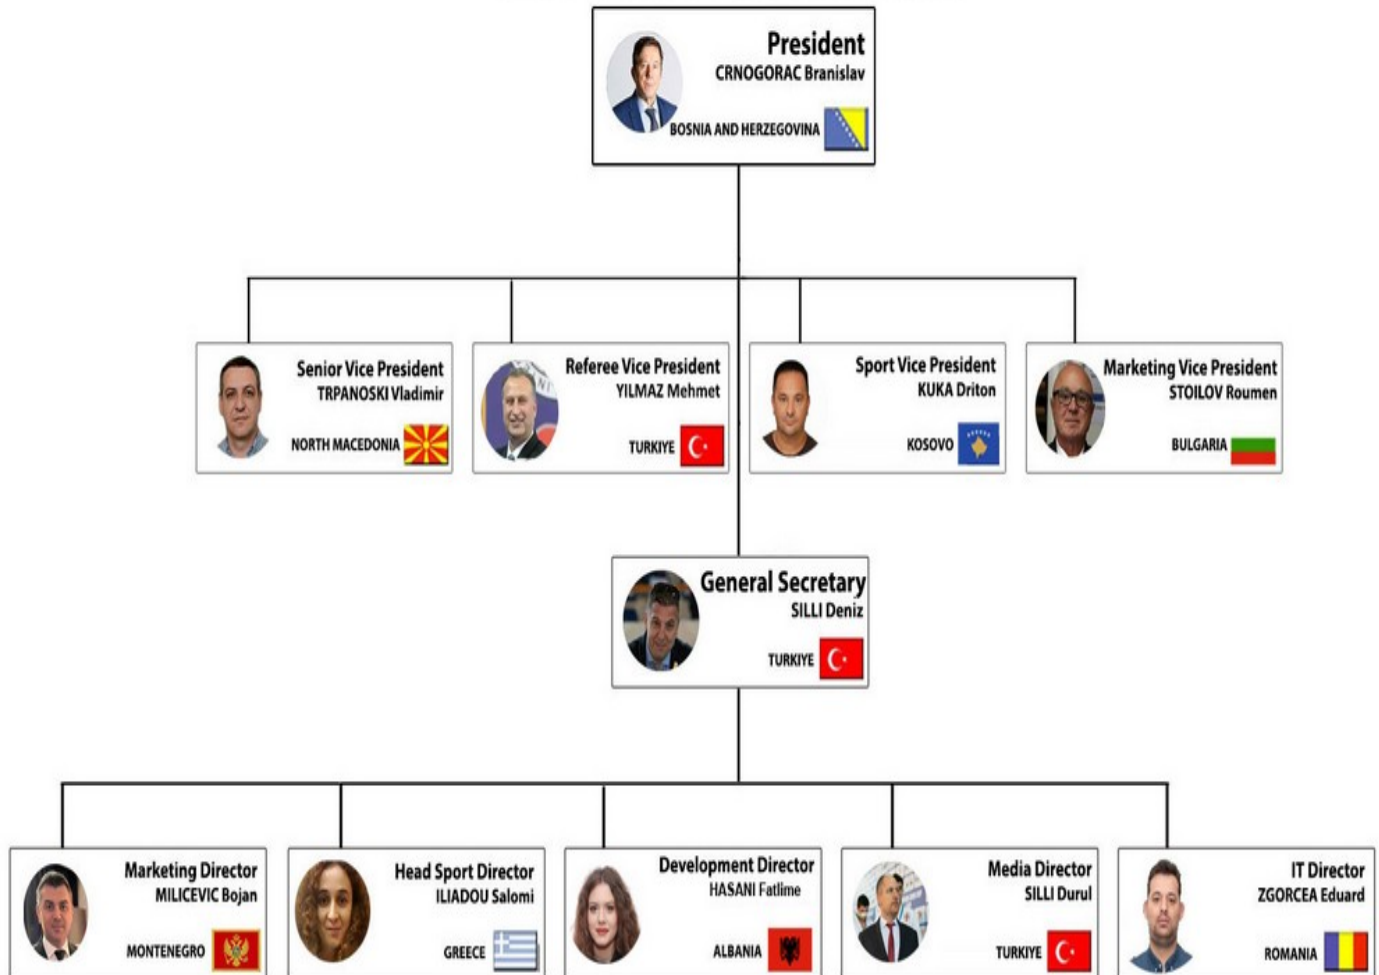 President
CRNOGORAC Branislav
BOSNIA AND HERZEGOVINA
Senior Vice President
TRPANOSKI Vladimir
NORTH MACEDONIA
Referee Vice President
YILMAZ Mehmet
TURKIYE
Sport Vice President
KUKA Driton
KOSOVO
Marketing Vice President
STOILOV Roumen
BULGARIA
General Secretary
SILLI Deniz
TURKIYE
Marketing Director
MILICEVIC Bojan
MONTENEGRO
Head Sport Director
ILIADOU Salomi
GREECE
Development Director
HASANI Fatlime
ALBANIA
Media Director
SILLI Durul
TURKIYE
IT Director
ZGORCEA Eduard
ROMANIA